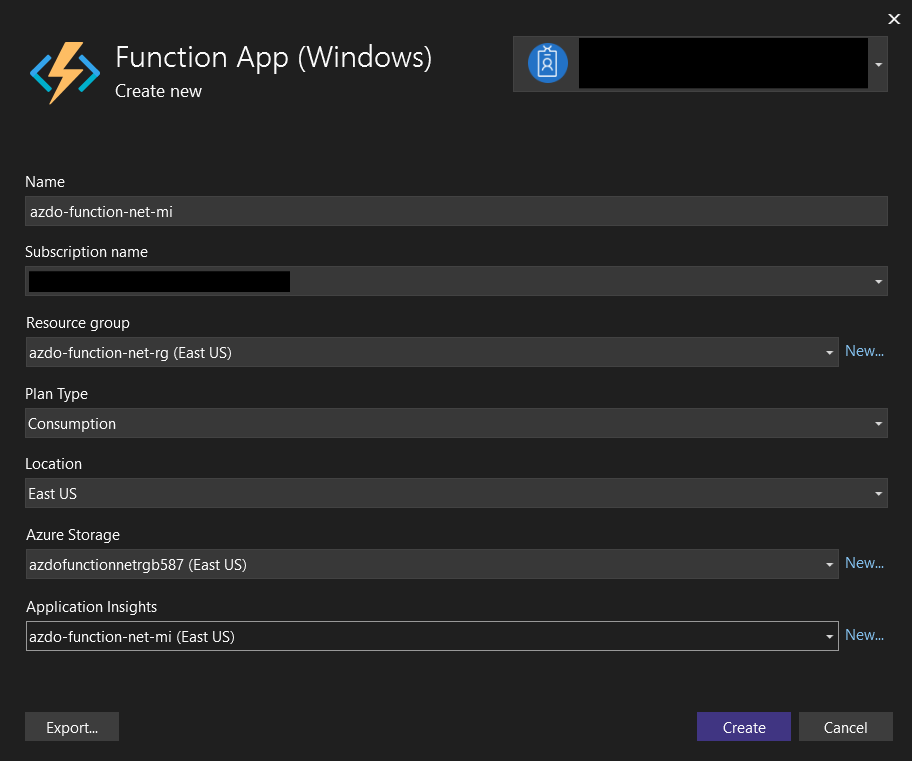 Function App (Windows)
Create new
Name
azdo-function-net-mi
Subscription name
Resource group
azdo-function-net-rg (East US)
New...
Plan Type
Consumption
Location
East US
Azure Storage
azdofunctionnetrgb587 (East US)
New...
Application Insights
azdo-function-net-mi (East US)
New...
Export...
Create
Cancel